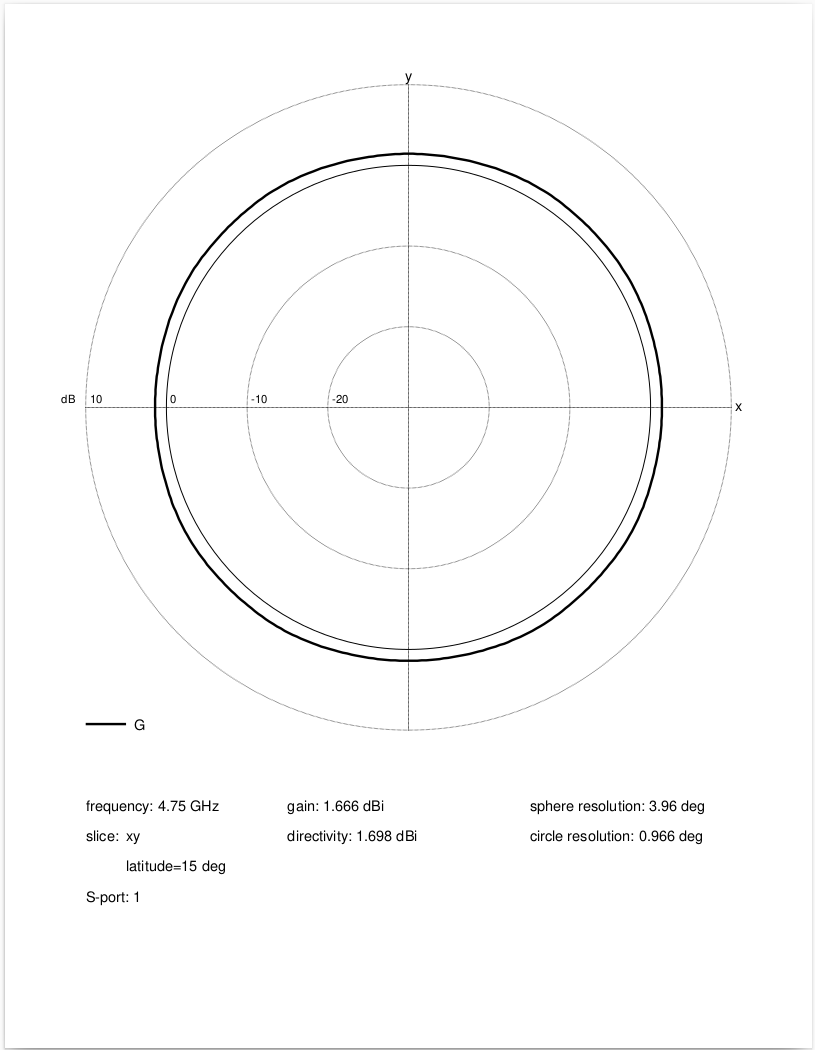 y
dB 10 0 -10 -20 x
G
frequency: 4.75 GHz gain: 1.666 dBi sphere resolution: 3.96 deg
slice: xy directivity: 1.698 dBi circle resolution: 0.966 deg
latitude=15 deg
S-port: 1